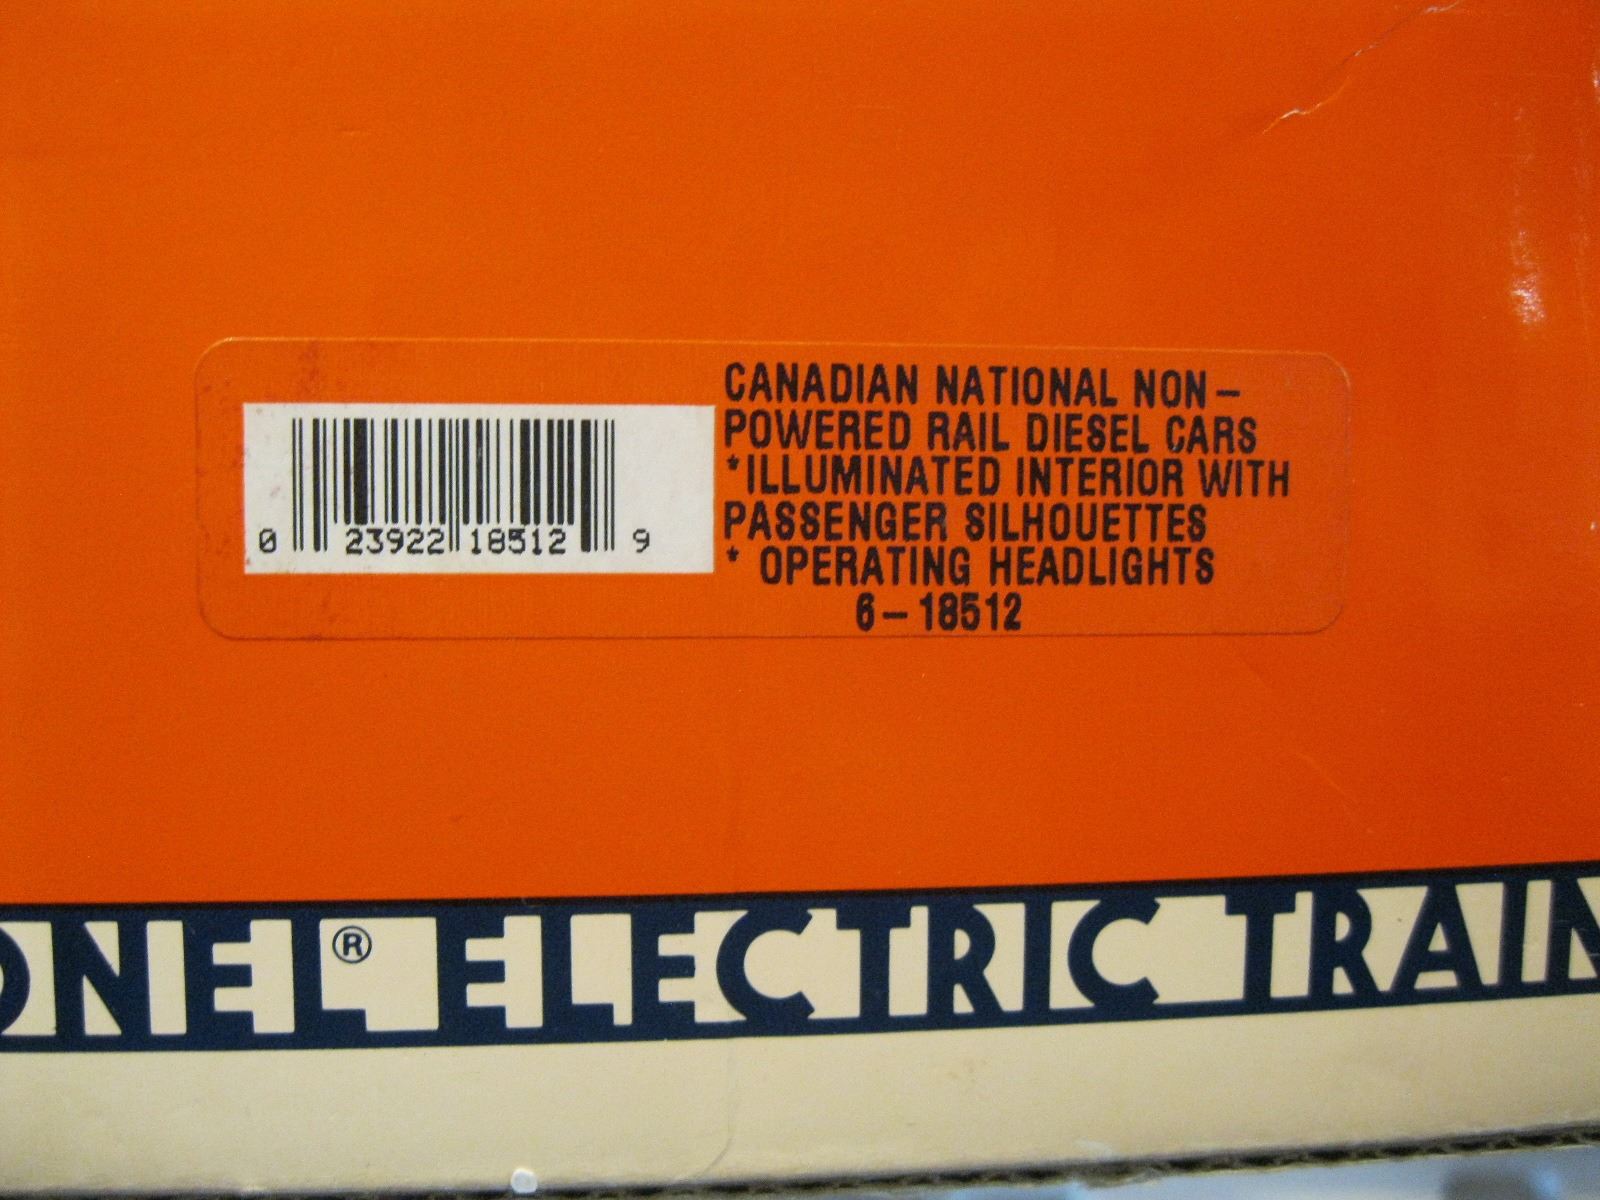 CANADIAN NATIONAL NON-
POWERED RAIL DIESEL CARS
*ILLUMINATED INTERIOR WITH
PASSENGER SILHOUETTES
* OPERATING HEADLIGHTS
6-18512
0 23922 18512 9
ONEL® ELECTRIC TRAIN